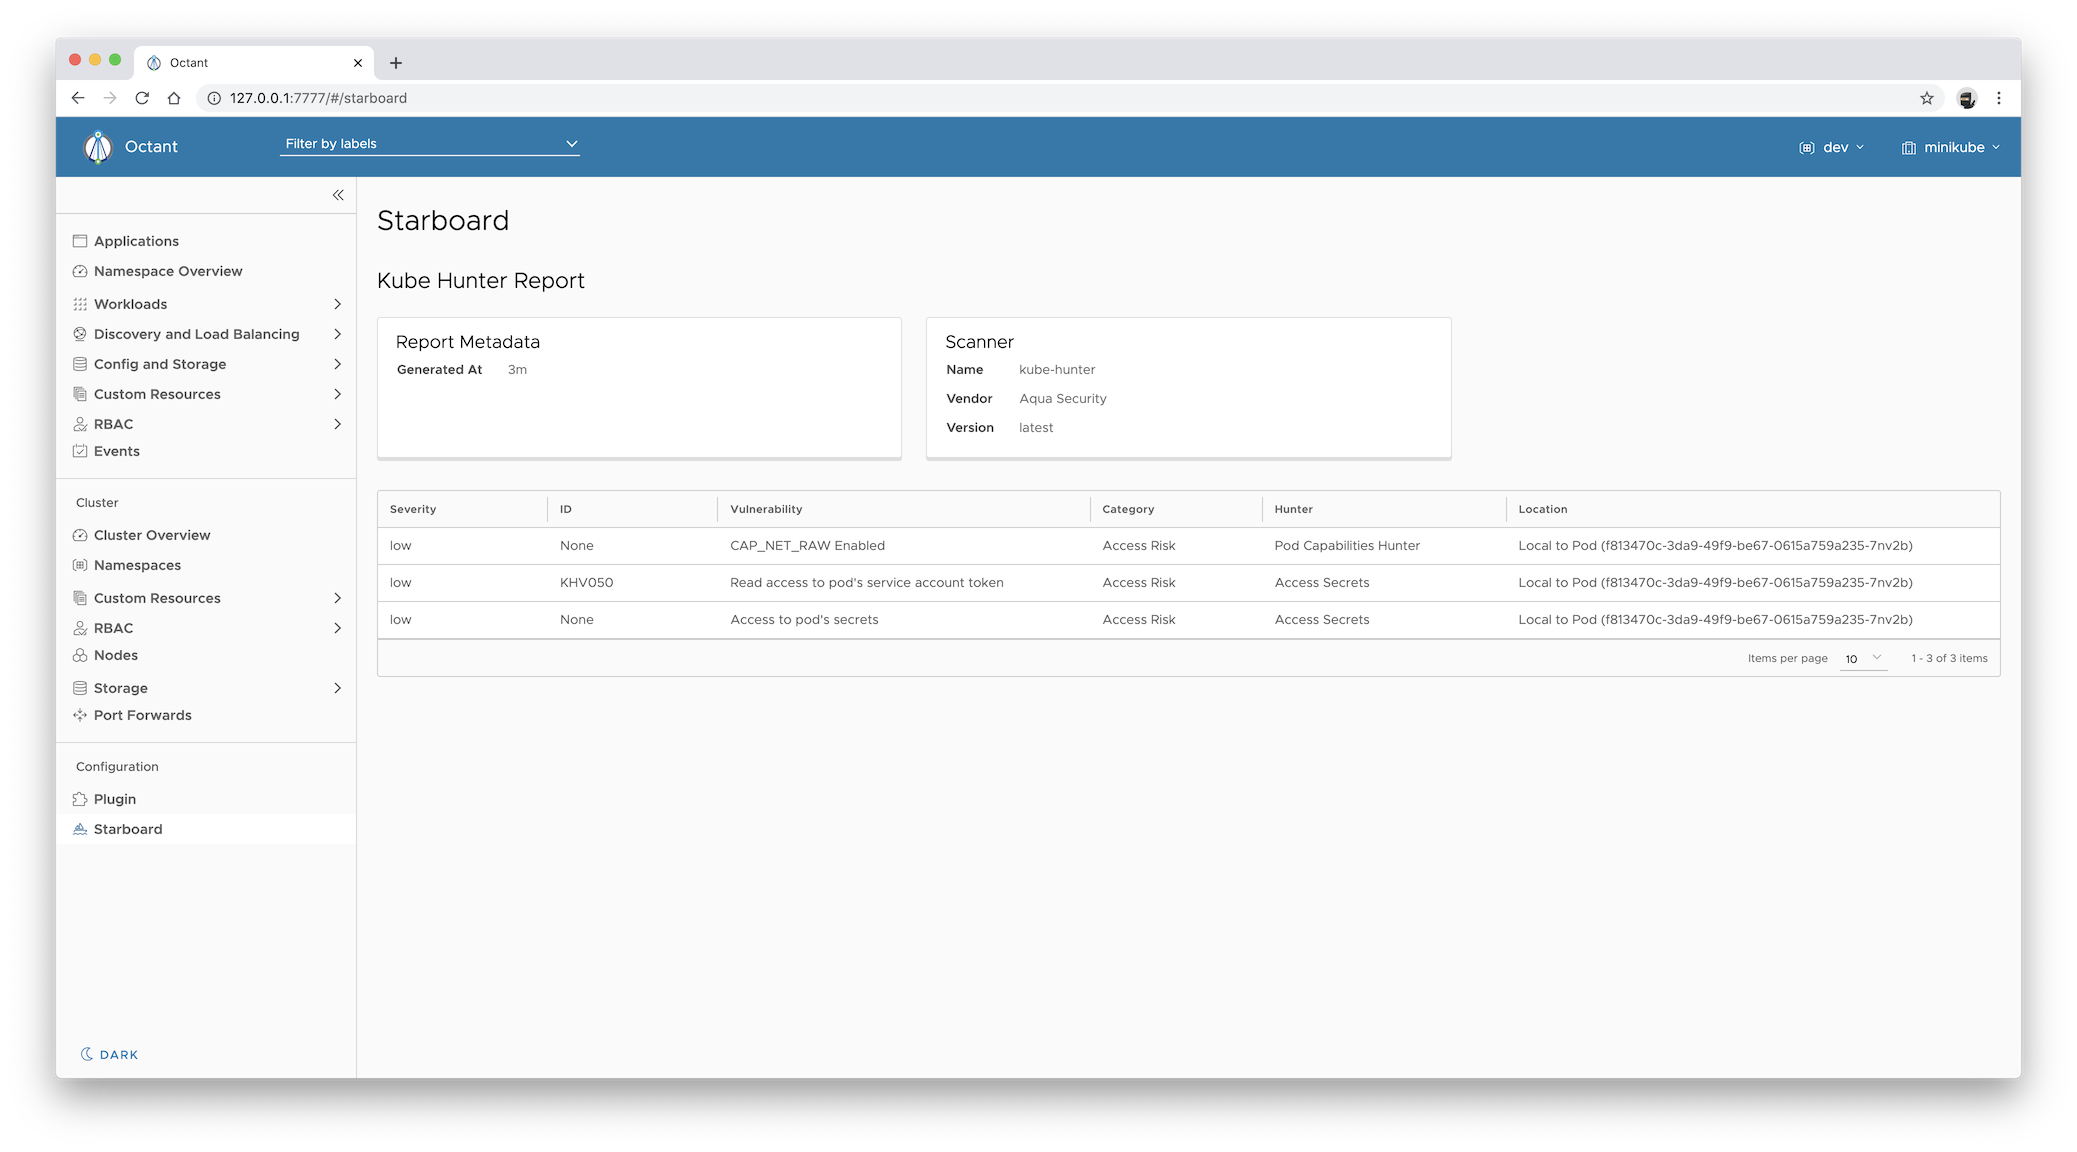 Octant
127.0.0.1:7777/#/starboard
Octant
Filter by labels
dev
minikube
Applications
Namespace Overview
Workloads
Discovery and Load Balancing
Config and Storage
Custom Resources
RBAC
Events
Cluster
Cluster Overview
Namespaces
Custom Resources
RBAC
Nodes
Storage
Port Forwards
Configuration
Plugin
Starboard
DARK
Starboard
Kube Hunter Report
Report Metadata
Generated At 3m
Scanner
Name kube-hunter
Vendor Aqua Security
Version latest
Severity ID Vulnerability Category Hunter Location
low None CAP_NET_RAW Enabled Access Risk Pod Capabilities Hunter Local to Pod (f813470c-3da9-49f9-be67-0615a759a235-7nv2b)
low KHV050 Read access to pod's service account token Access Risk Access Secrets Local to Pod (f813470c-3da9-49f9-be67-0615a759a235-7nv2b)
low None Access to pod's secrets Access Risk Access Secrets Local to Pod (f813470c-3da9-49f9-be67-0615a759a235-7nv2b)
Items per page 10 1 - 3 of 3 items